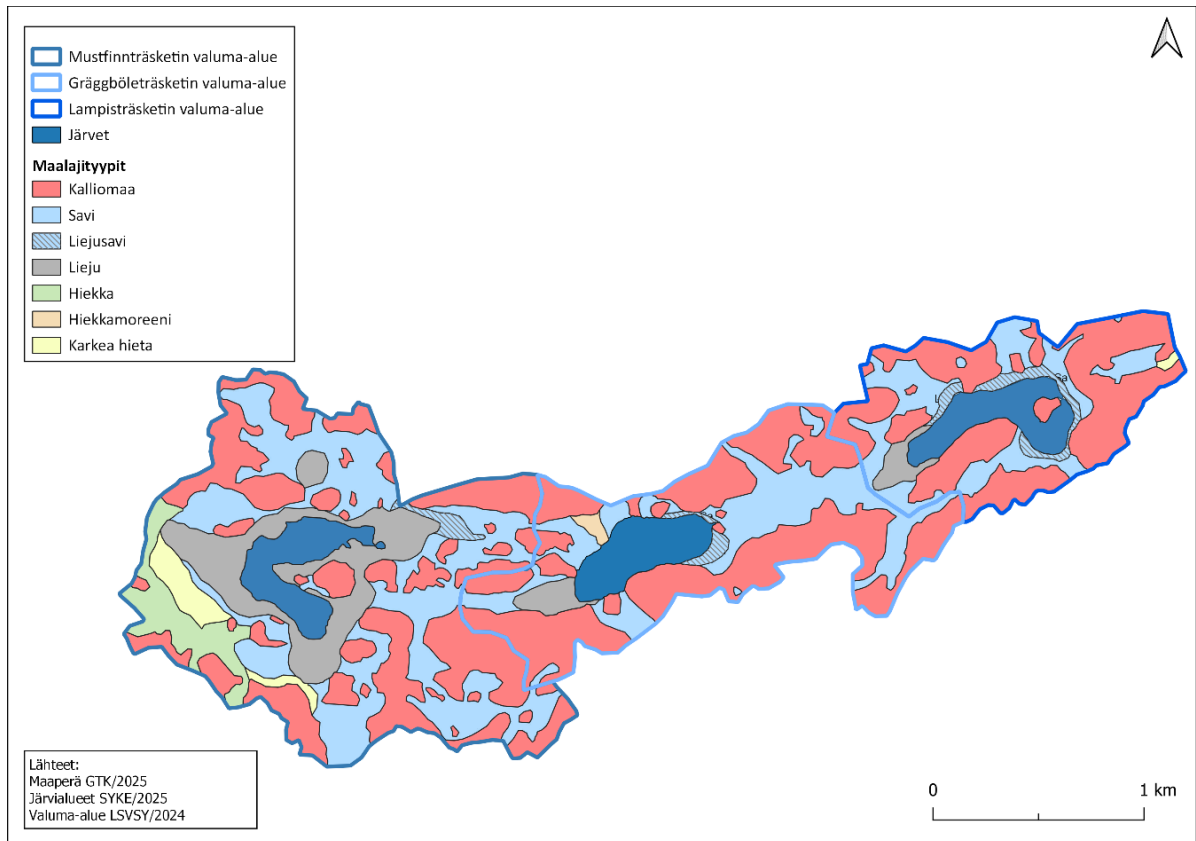 Mustfinnträsketin valuma-alue
Gräggböleträsketin valuma-alue
Lampisträsketin valuma-alue
Järvet
Maalajityypit
Kalliomaa
Savi
Liejusavi
Lieju
Hiekka
Hiekkamoreeni
Karkea hieta
Lähteet:
Maaperä GTK/2025
Järvialueet SYKE/2025
Valuma-alue LSVSY/2024
0 1 km